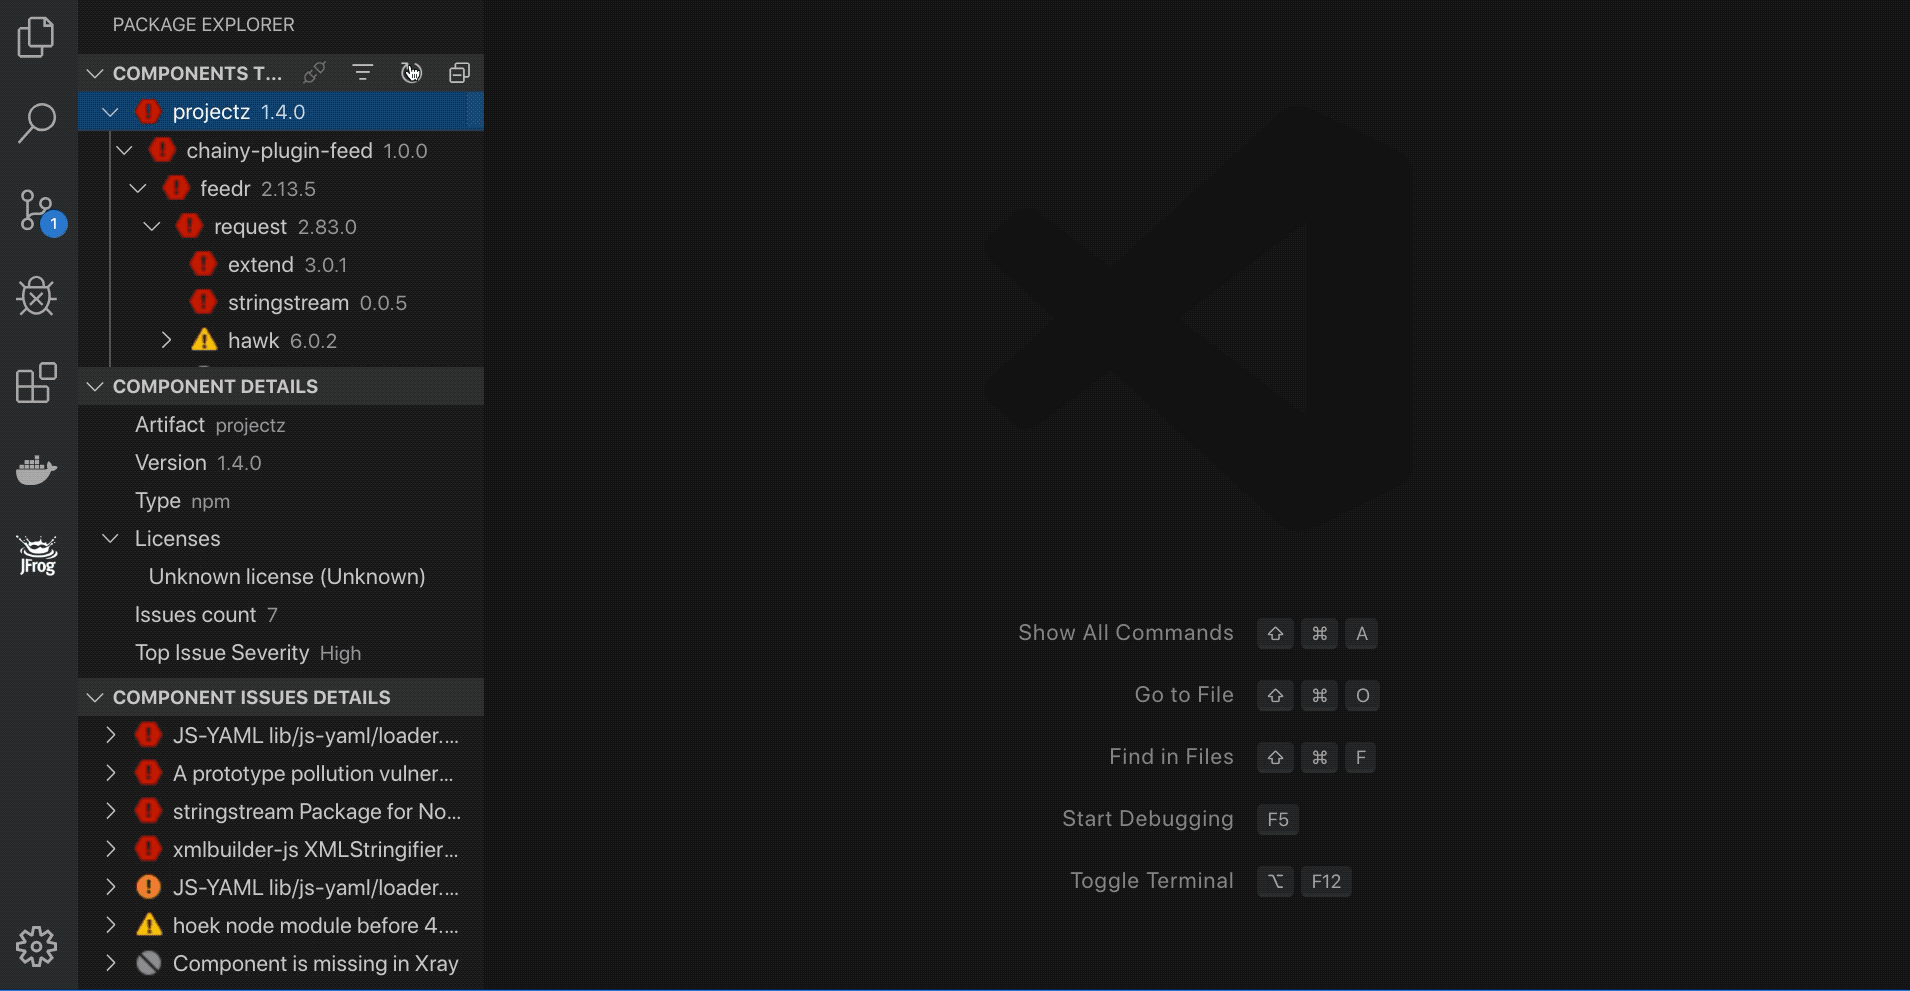 PACKAGE EXPLORER
COMPONENTS T...
projectz 1.4.0
chainy-plugin-feed 1.0.0
feedr 2.13.5
request 2.83.0
extend 3.0.1
stringstream 0.0.5
hawk 6.0.2
1
COMPONENT DETAILS
Artifact projectz
Version 1.4.0
Type npm
Licenses
Unknown license (Unknown)
Issues count 7
Top Issue Severity High
JFrog
COMPONENT ISSUES DETAILS
JS-YAML lib/js-yaml/loader....
A prototype pollution vulner...
stringstream Package for No...
xmlbuilder-js XMLStringifier...
JS-YAML lib/js-yaml/loader....
hoek node module before 4....
Component is missing in Xray
Show All Commands ⇧ ⌘ A
Go to File ⇧ ⌘ O
Find in Files ⇧ ⌘ F
Start Debugging F5
Toggle Terminal ⌥ F12